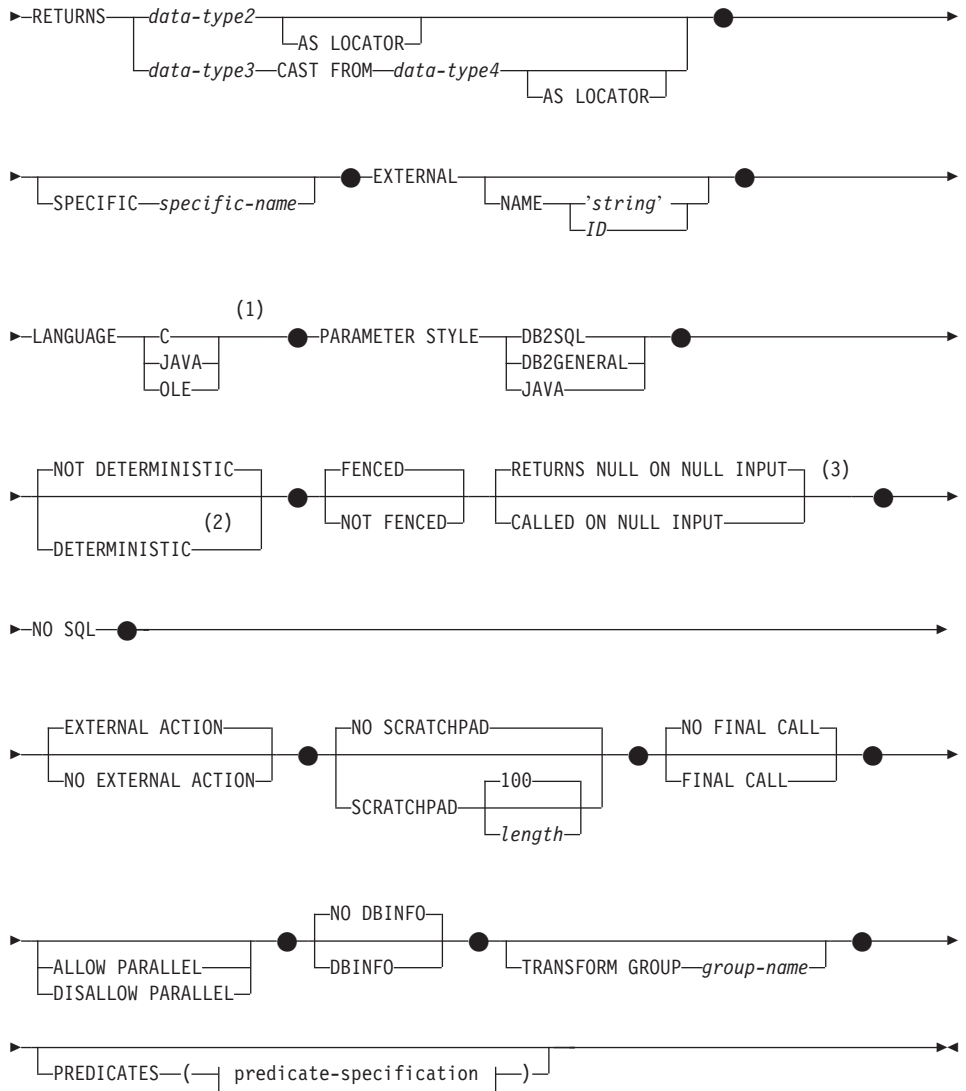 RETURNS data-type2
AS LOCATOR
data-type3 CAST FROM data-type4
AS LOCATOR
SPECIFIC specific-name EXTERNAL
NAME 'string'
ID
(1)
LANGUAGE C PARAMETER STYLE DB2SQL
JAVA DB2GENERAL
OLE JAVA
NOT DETERMINISTIC FENCED RETURNS NULL ON NULL INPUT (3)
(2) NOT FENCED CALLED ON NULL INPUT
DETERMINISTIC
NO SQL
EXTERNAL ACTION NO SCRATCHPAD NO FINAL CALL
NO EXTERNAL ACTION 100 FINAL CALL
SCRATCHPAD
length
NO DBINFO
ALLOW PARALLEL DBINFO TRANSFORM GROUP group-name
DISALLOW PARALLEL
PREDICATES ( predicate-specification )